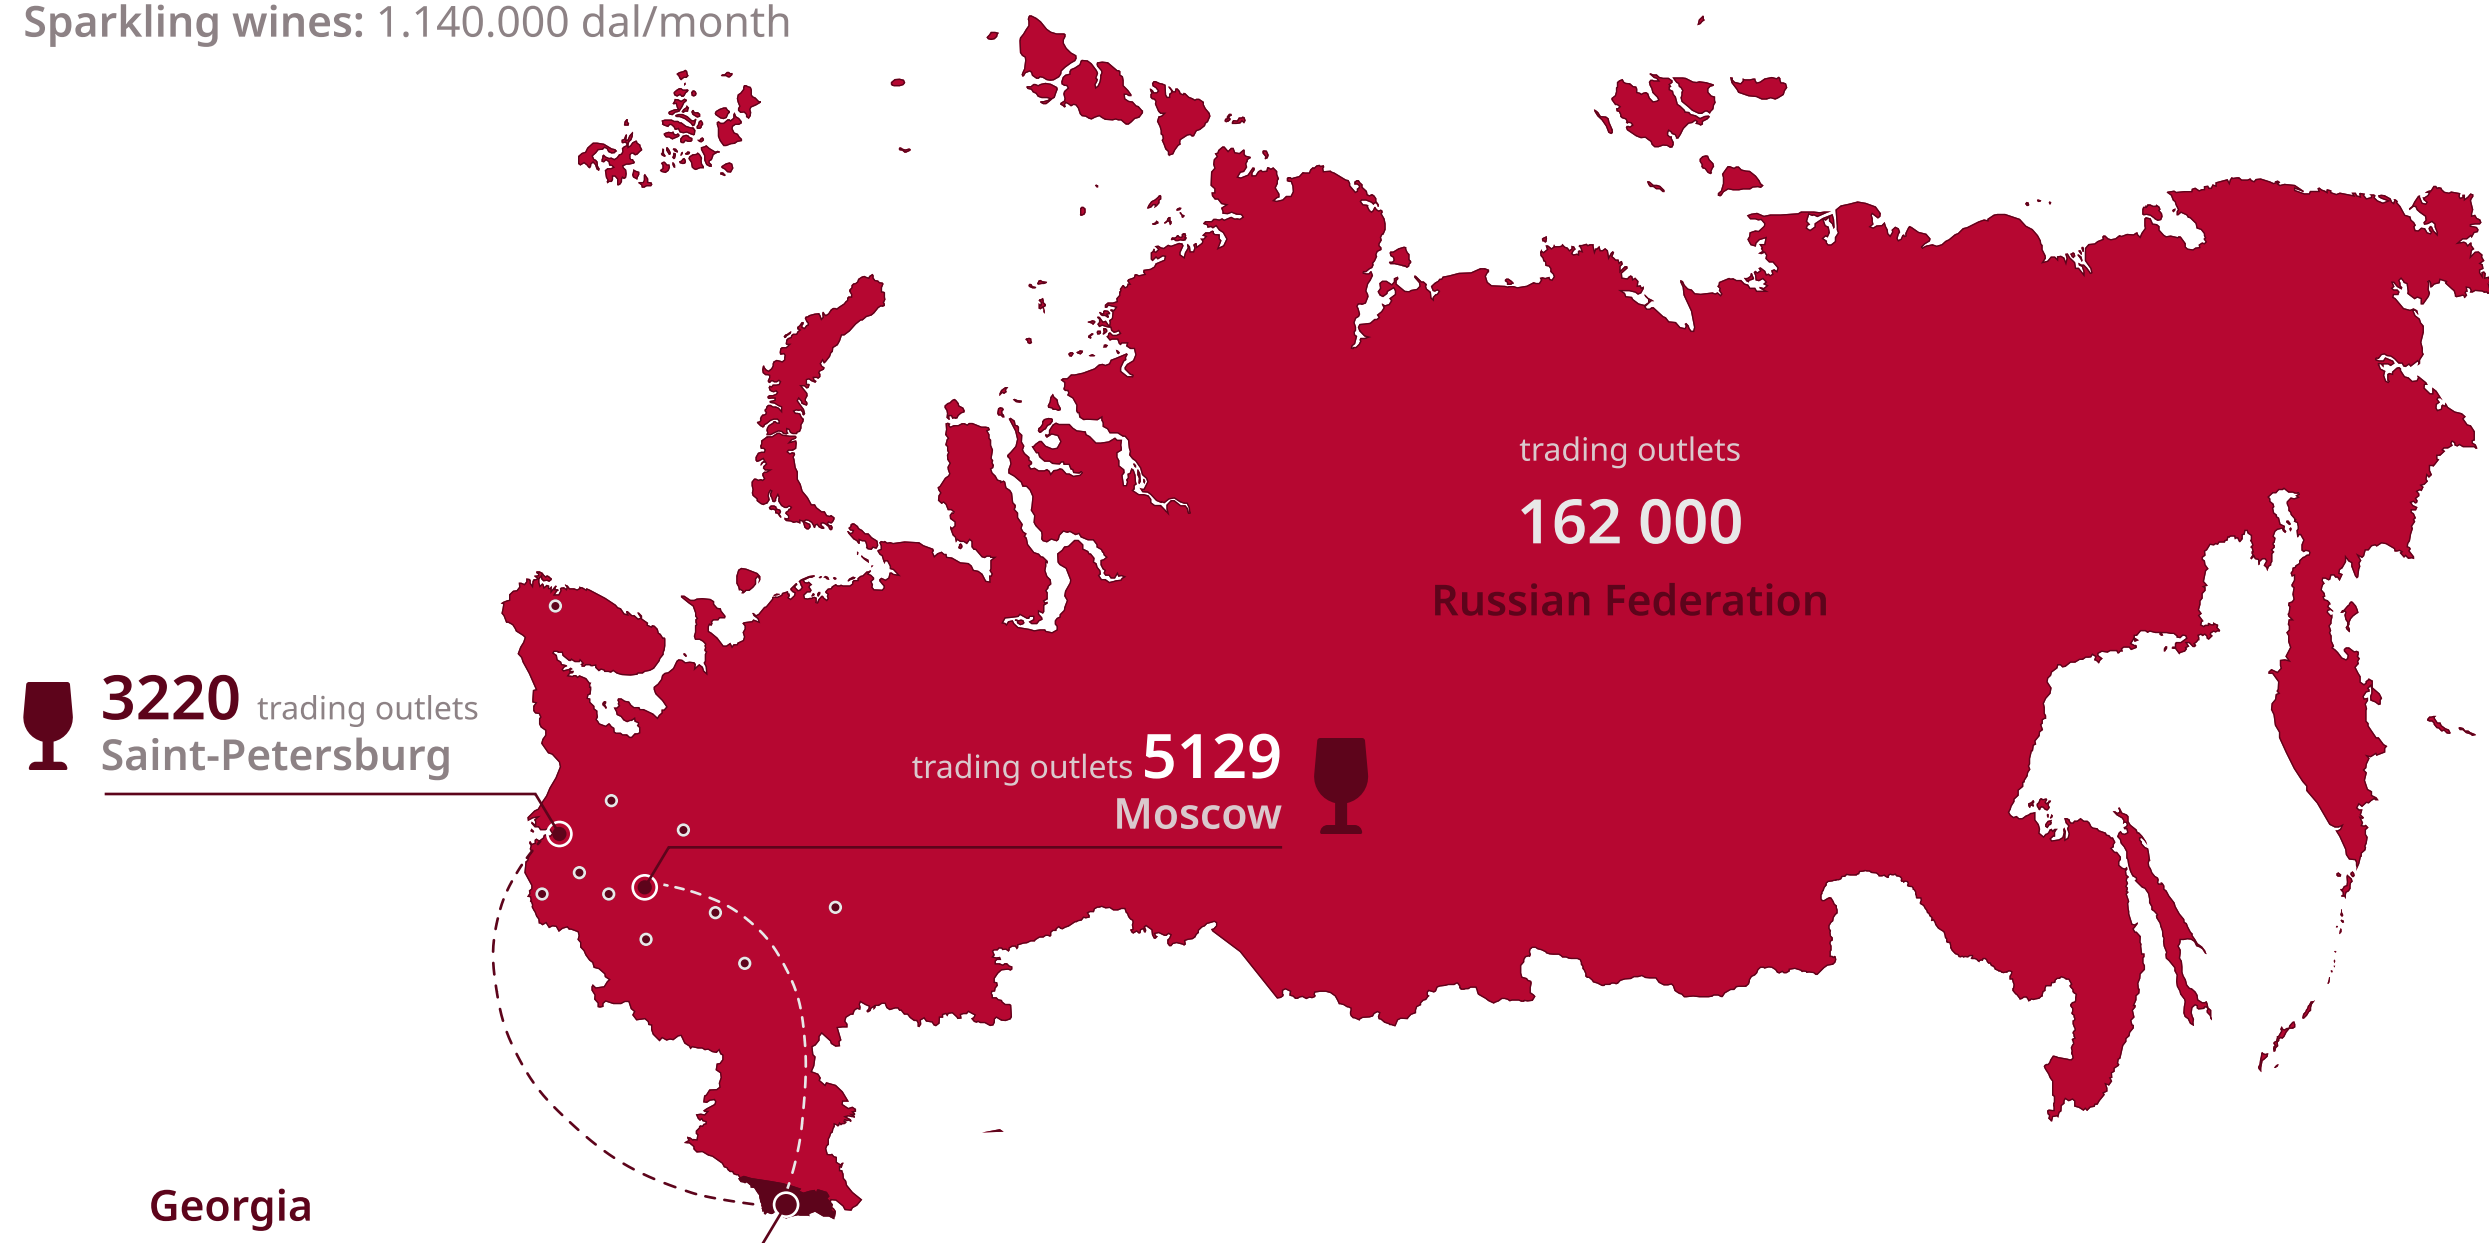 Sparkling wines: 1.140.000 dal/month
trading outlets
162 000
Russian Federation
3220 trading outlets
Saint-Petersburg
trading outlets 5129
Moscow
Georgia